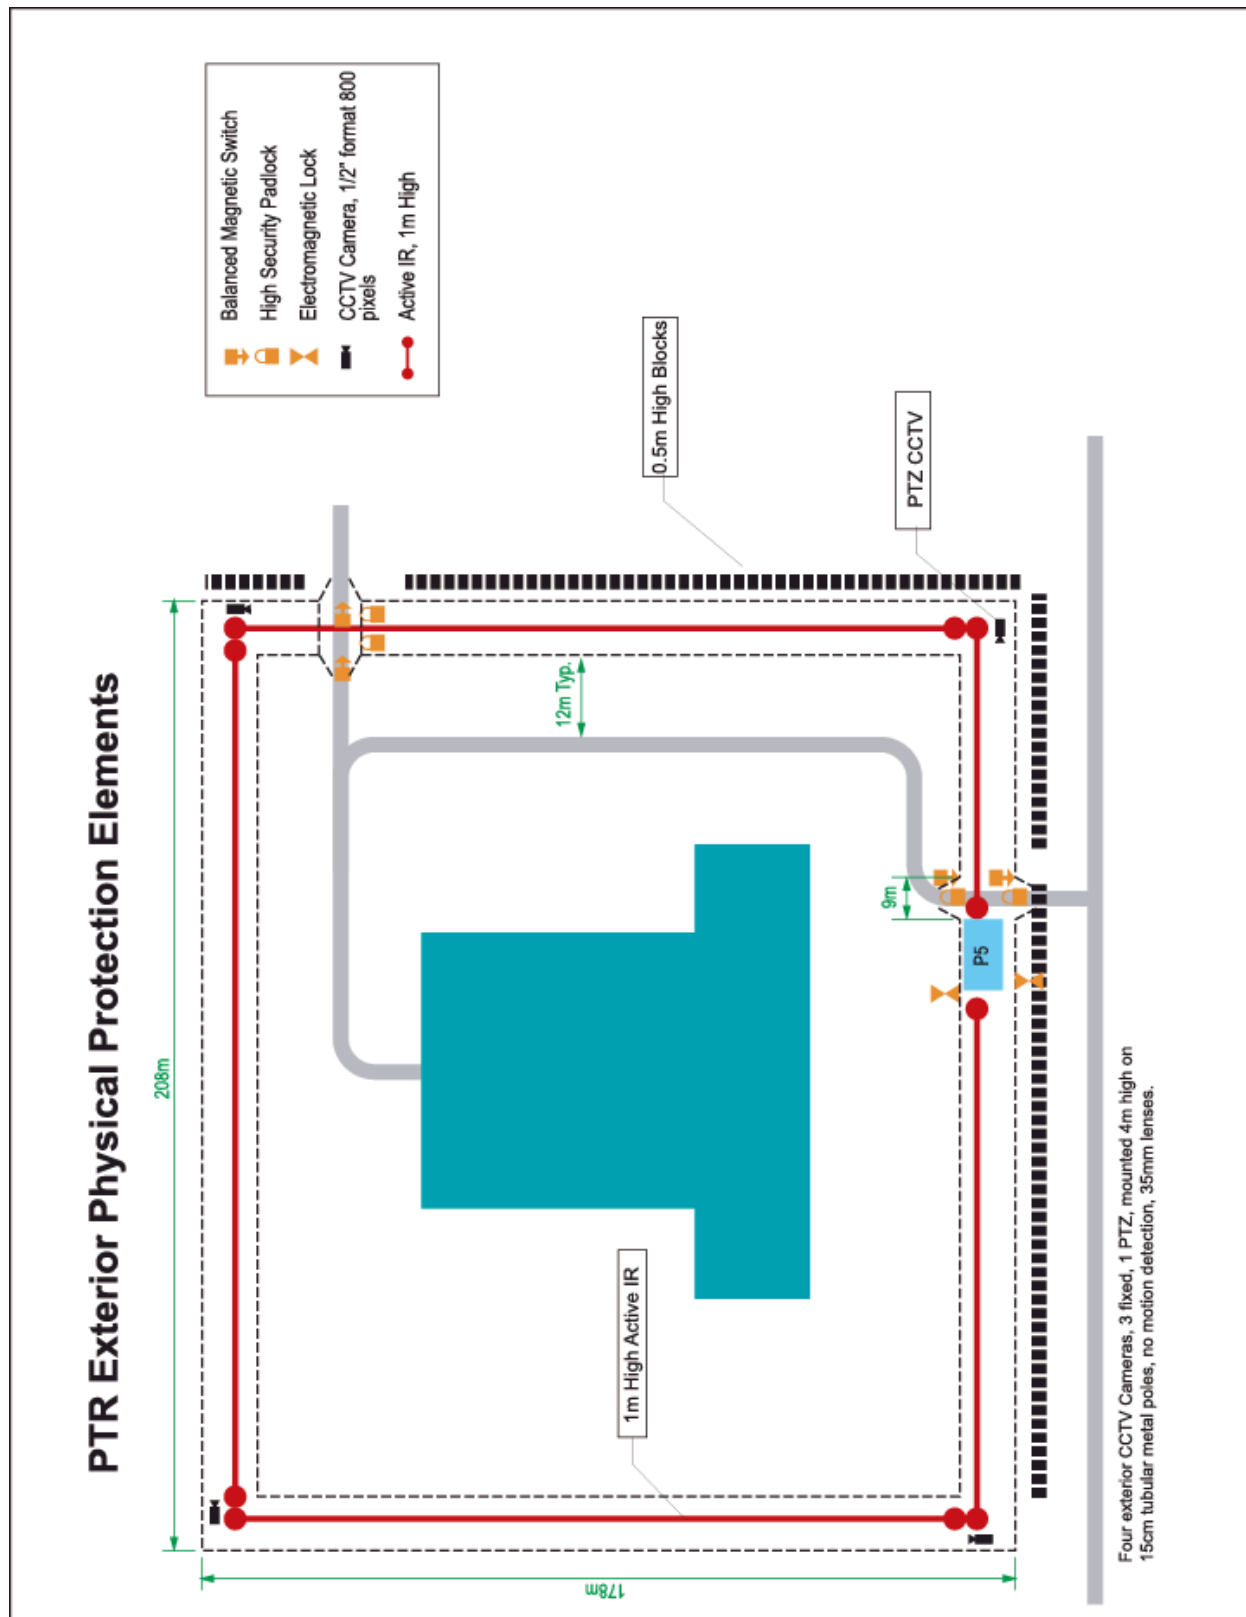 PTR Exterior Physical Protection Elements
Balanced Magnetic Switch
High Security Padlock
Electromagnetic Lock
CCTV Camera, 1/2" format 800
pixels
Active IR, 1m High
208m
178m
12m Typ.
9m
0.5m High Blocks
PTZ CCTV
P5
1m High Active IR
Four exterior CCTV Cameras, 3 fixed, 1 PTZ, mounted 4m high on
15cm tubular metal poles, no motion detection, 35mm lenses.